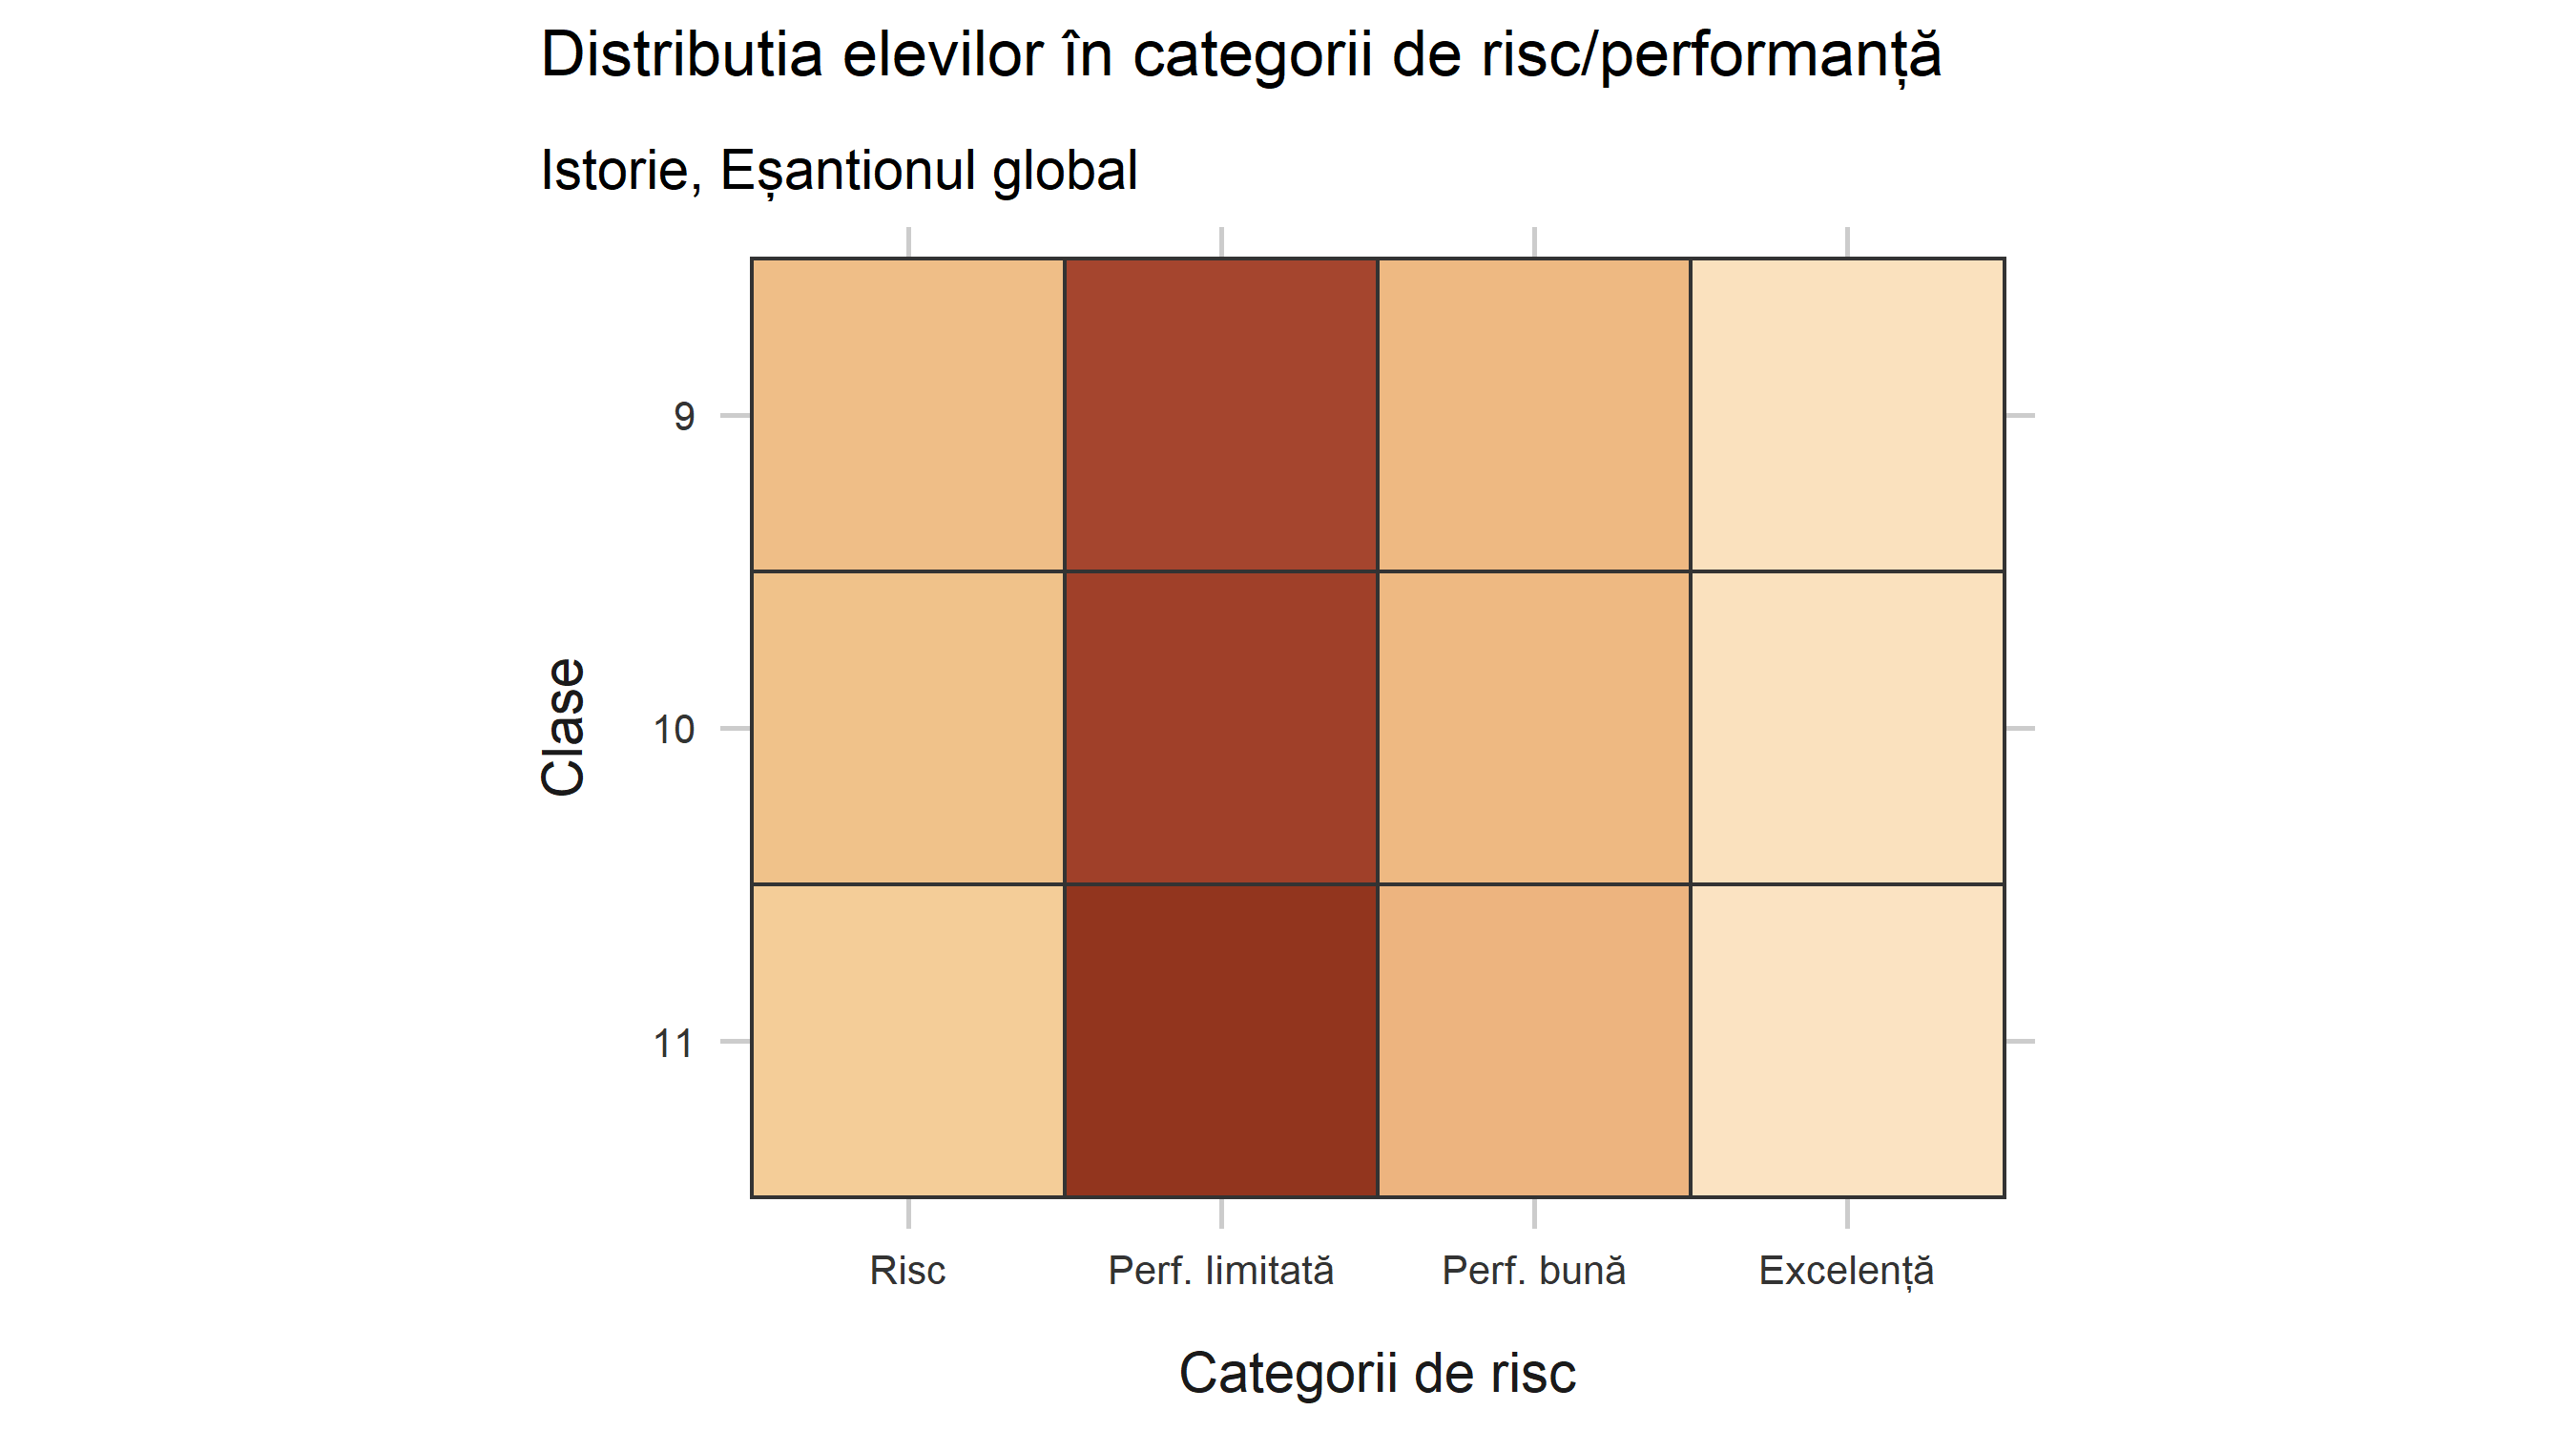 Distributia elevilor în categorii de risc/performanță
Istorie, Eșantionul global
Clase
9
10
11
Risc
Perf. limitată
Perf. bună
Excelență
Categorii de risc